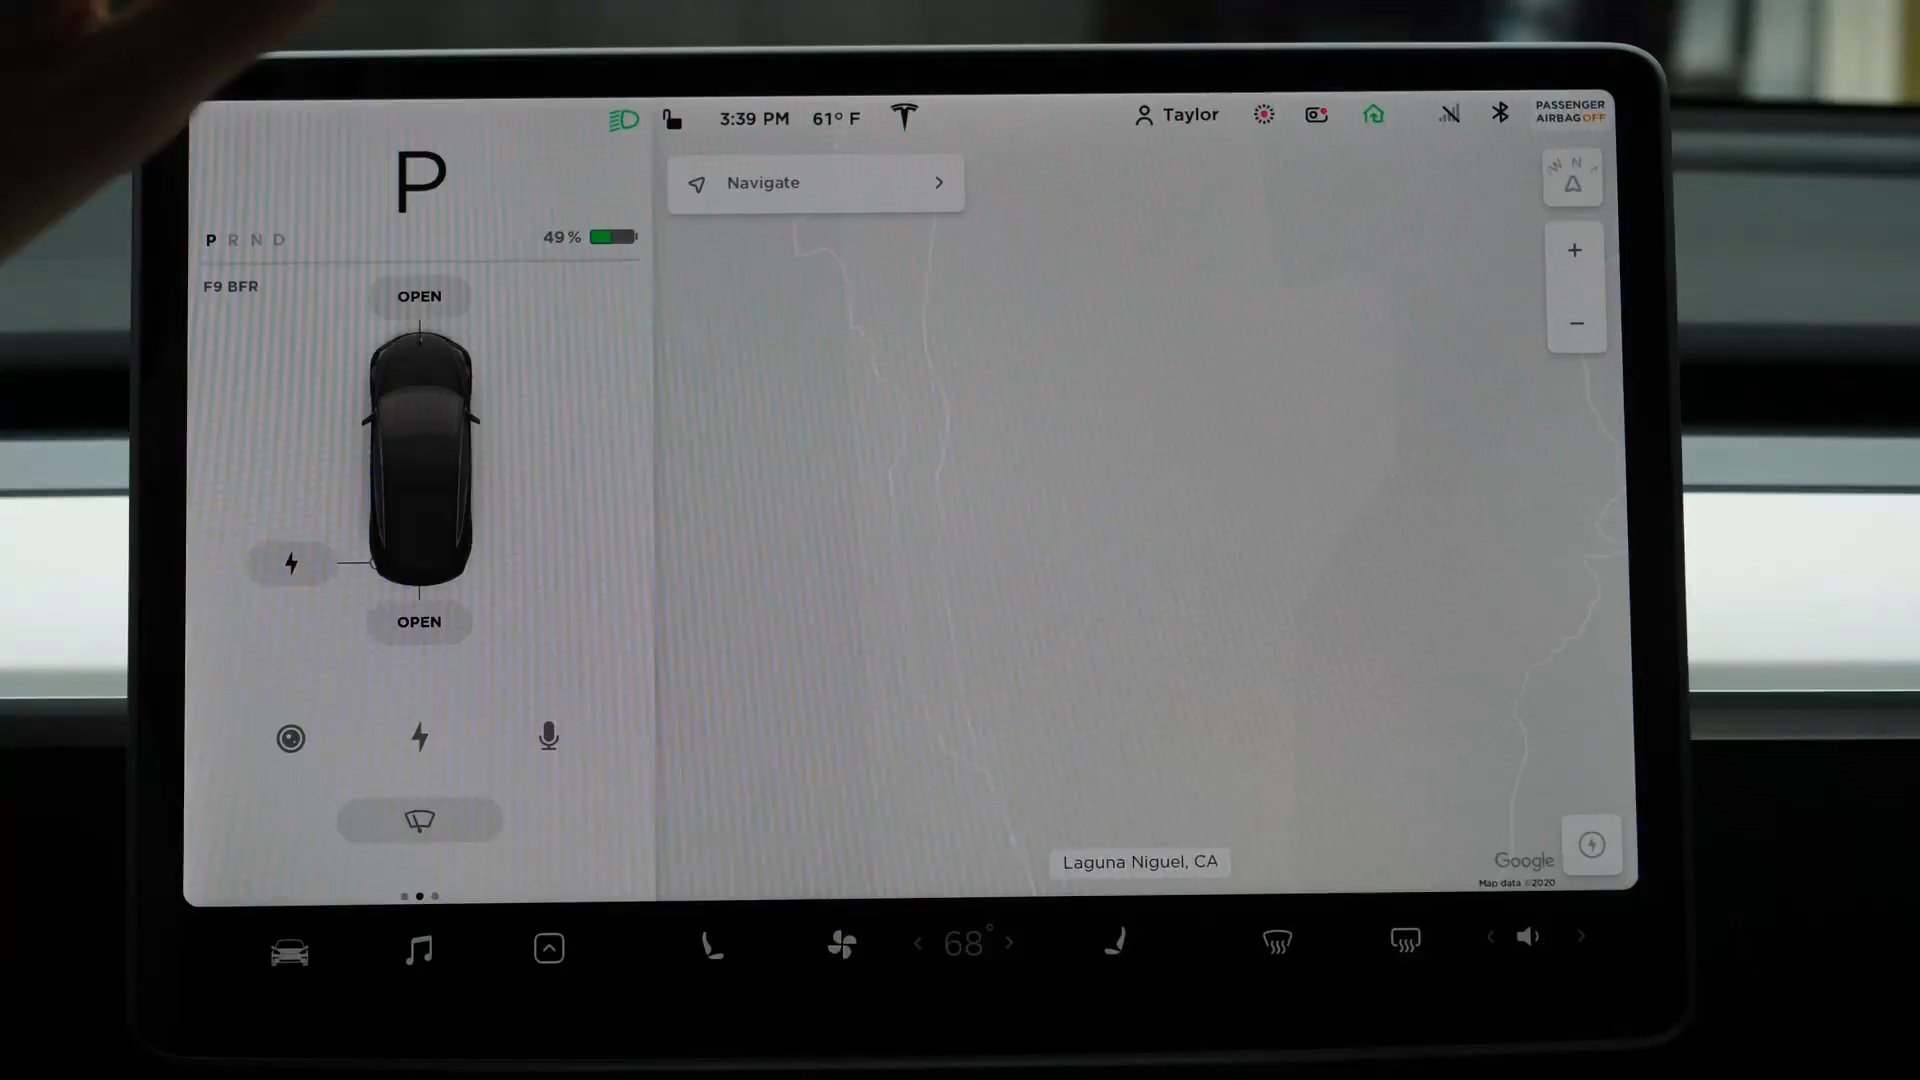 3:39 PM 61° F
Taylor
PASSENGER
AIRBAG OFF
P
P R N D
49 %
F9 BFR
OPEN
OPEN
Navigate
W N
+
−
Laguna Niguel, CA
Google
Map data ©2020
68°